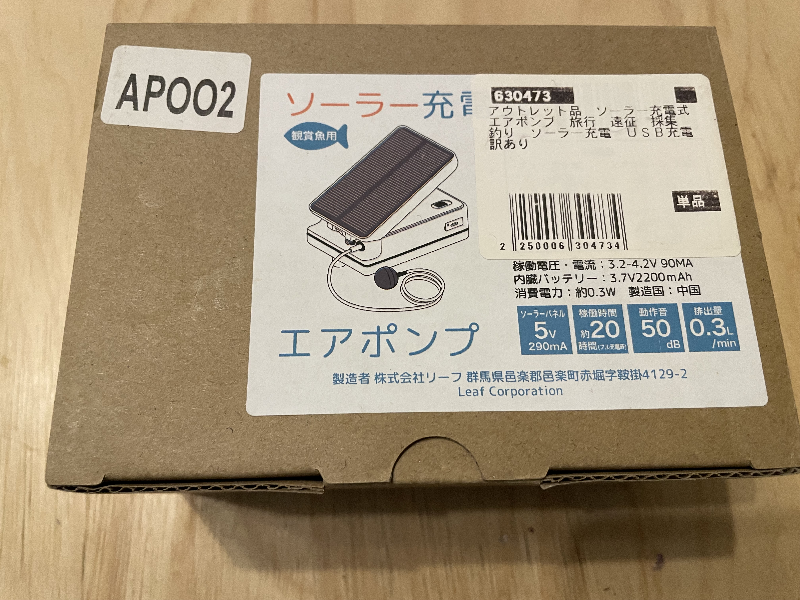 AP002
ソーラー充電
観賞魚用
630473
アウトレット品 ソーラー充電式
エアポンプ 旅行 遠征 採集
釣り ソーラー充電 USB充電
訳あり
単品
2 250006 304734
稼働電圧・電流：3.2-4.2V 90MA
内臓バッテリー：3.7V2200mAh
消費電力：約0.3W 製造国：中国
ソーラーパネル
5V
290mA
稼働時間
約20
時間(フル充電時)
動作音
50
dB
排出量
0.3L
/min
エアポンプ
製造者 株式会社リーフ 群馬県邑楽郡邑楽町赤堀字鞍掛4129-2
Leaf Corporation